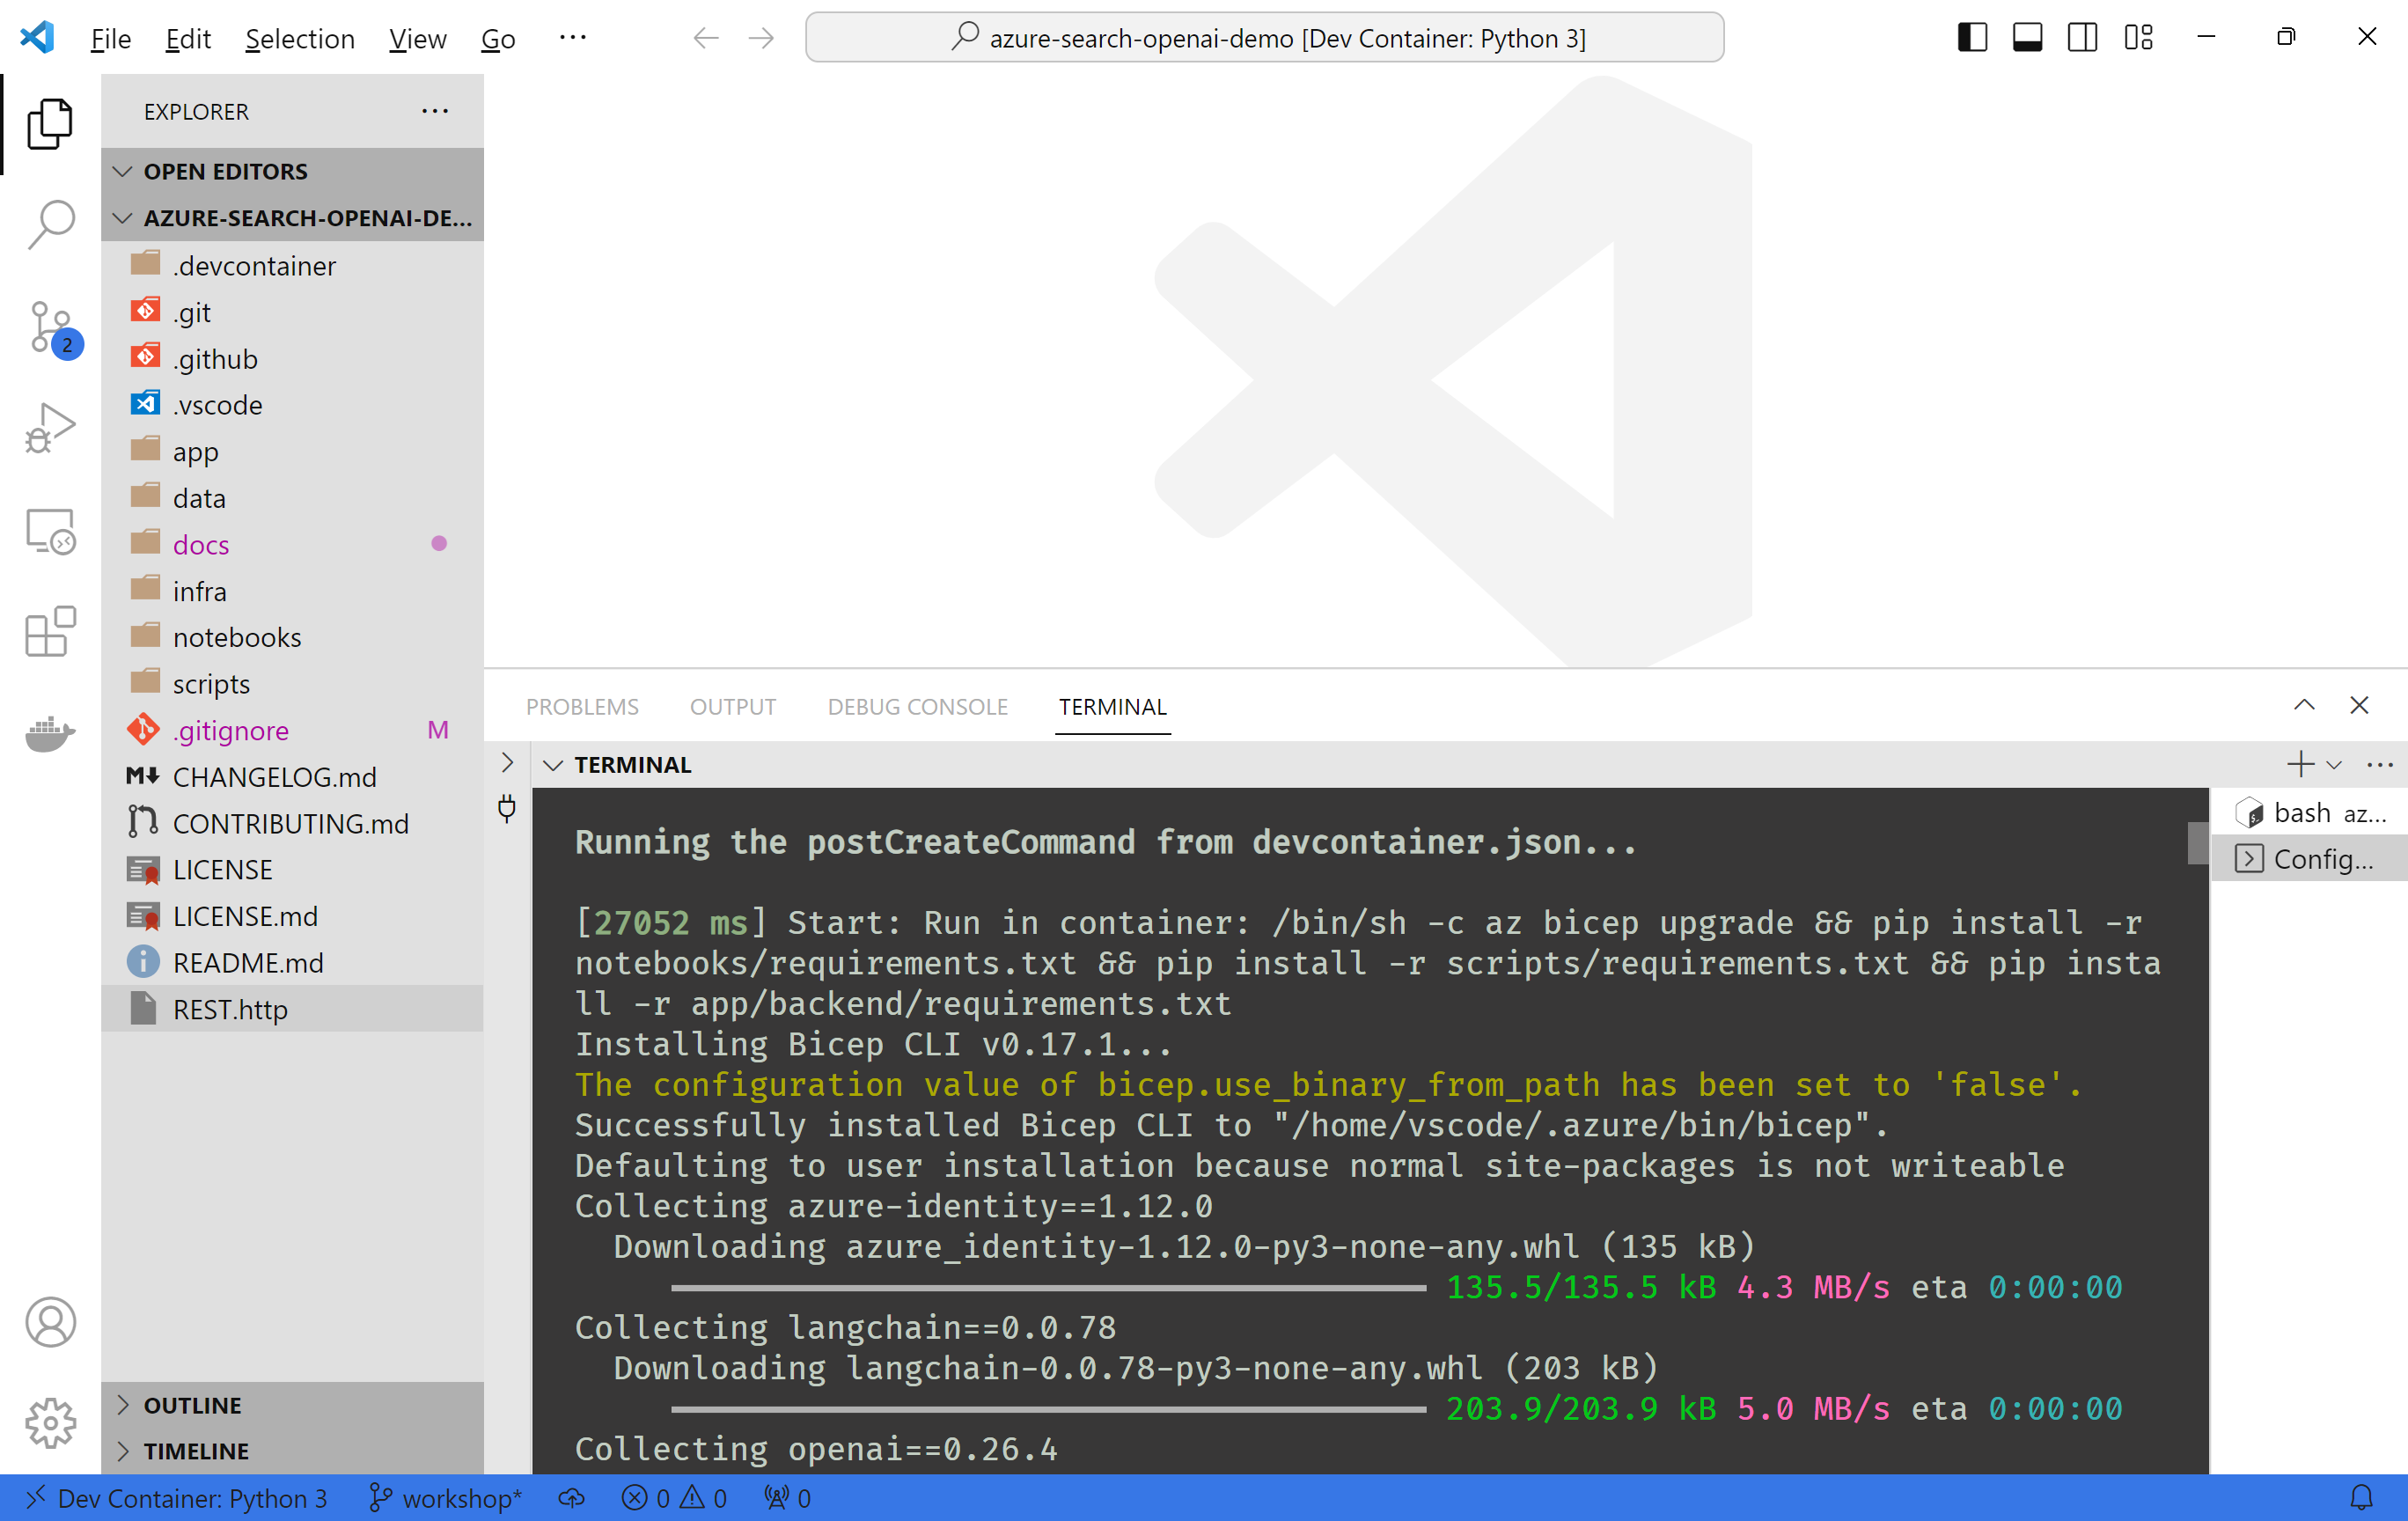 File Edit Selection View Go ...
azure-search-openai-demo [Dev Container: Python 3]
EXPLORER
OPEN EDITORS
AZURE-SEARCH-OPENAI-DE...
.devcontainer
.git
.github
.vscode
app
data
docs
infra
notebooks
scripts
.gitignore M
CHANGELOG.md
CONTRIBUTING.md
LICENSE
LICENSE.md
README.md
REST.http
OUTLINE
TIMELINE
2
PROBLEMS OUTPUT DEBUG CONSOLE TERMINAL
TERMINAL
Running the postCreateCommand from devcontainer.json...
[27052 ms] Start: Run in container: /bin/sh -c az bicep upgrade && pip install -r
notebooks/requirements.txt && pip install -r scripts/requirements.txt && pip insta
ll -r app/backend/requirements.txt
Installing Bicep CLI v0.17.1...
The configuration value of bicep.use_binary_from_path has been set to 'false'.
Successfully installed Bicep CLI to "/home/vscode/.azure/bin/bicep".
Defaulting to user installation because normal site-packages is not writeable
Collecting azure-identity==1.12.0
Downloading azure_identity-1.12.0-py3-none-any.whl (135 kB)
135.5/135.5 kB 4.3 MB/s eta 0:00:00
Collecting langchain==0.0.78
Downloading langchain-0.0.78-py3-none-any.whl (203 kB)
203.9/203.9 kB 5.0 MB/s eta 0:00:00
Collecting openai==0.26.4
bash az...
Config...
Dev Container: Python 3 workshop* 0 0 0